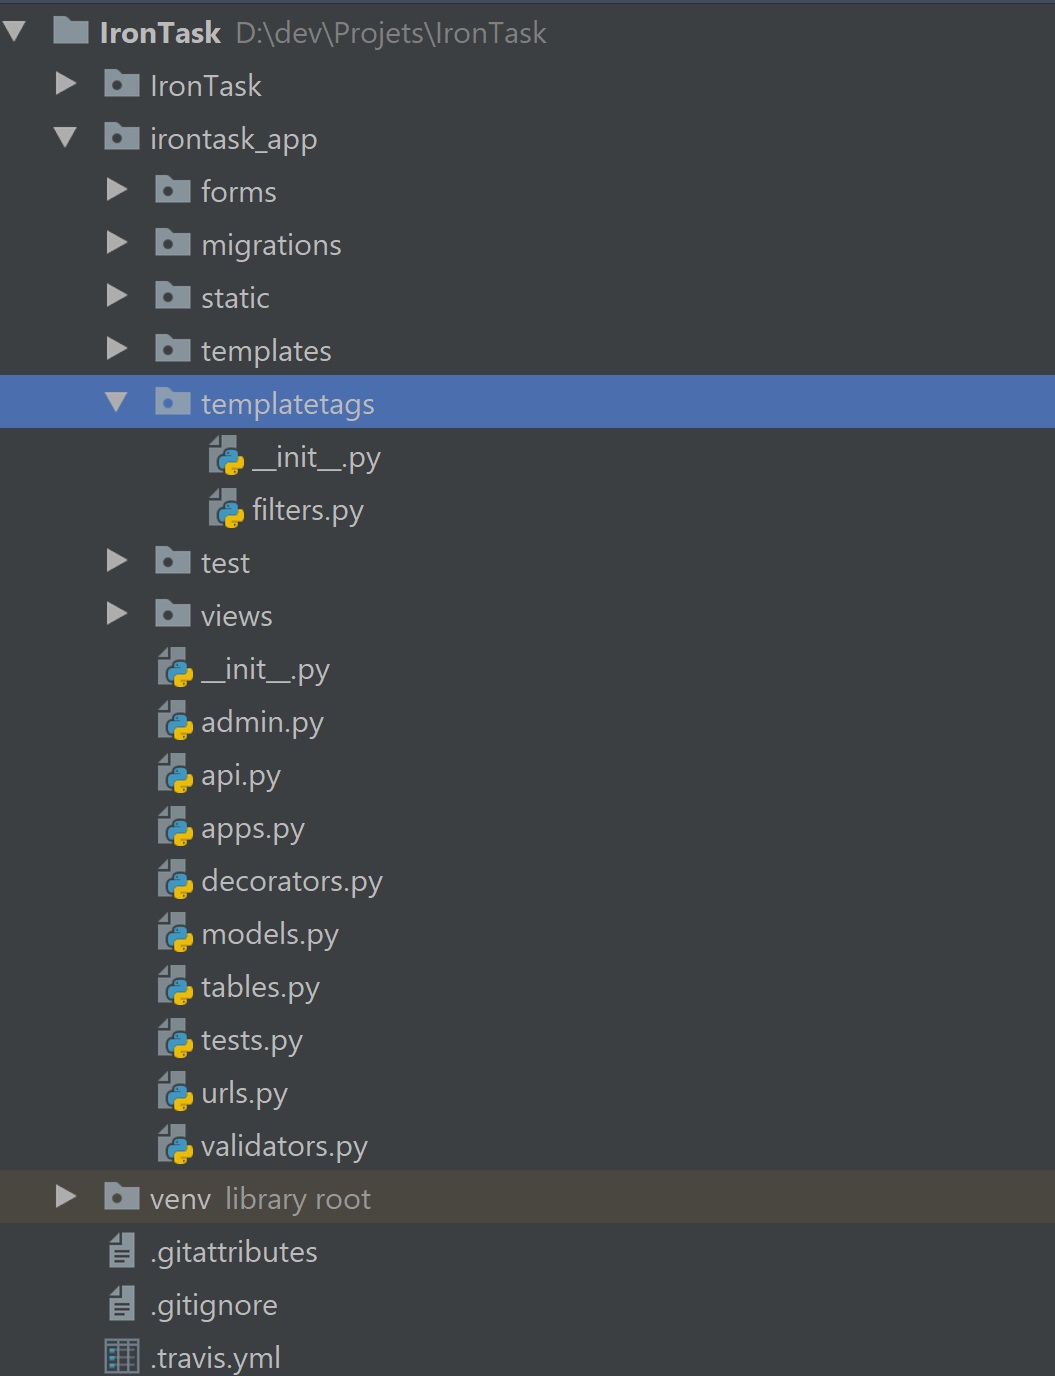 IronTask D:\dev\Projets\IronTask
IronTask
irontask_app
forms
migrations
static
templates
templatetags
__init__.py
filters.py
test
views
__init__.py
admin.py
api.py
apps.py
decorators.py
models.py
tables.py
tests.py
urls.py
validators.py
venv library root
.gitattributes
.gitignore
.travis.yml